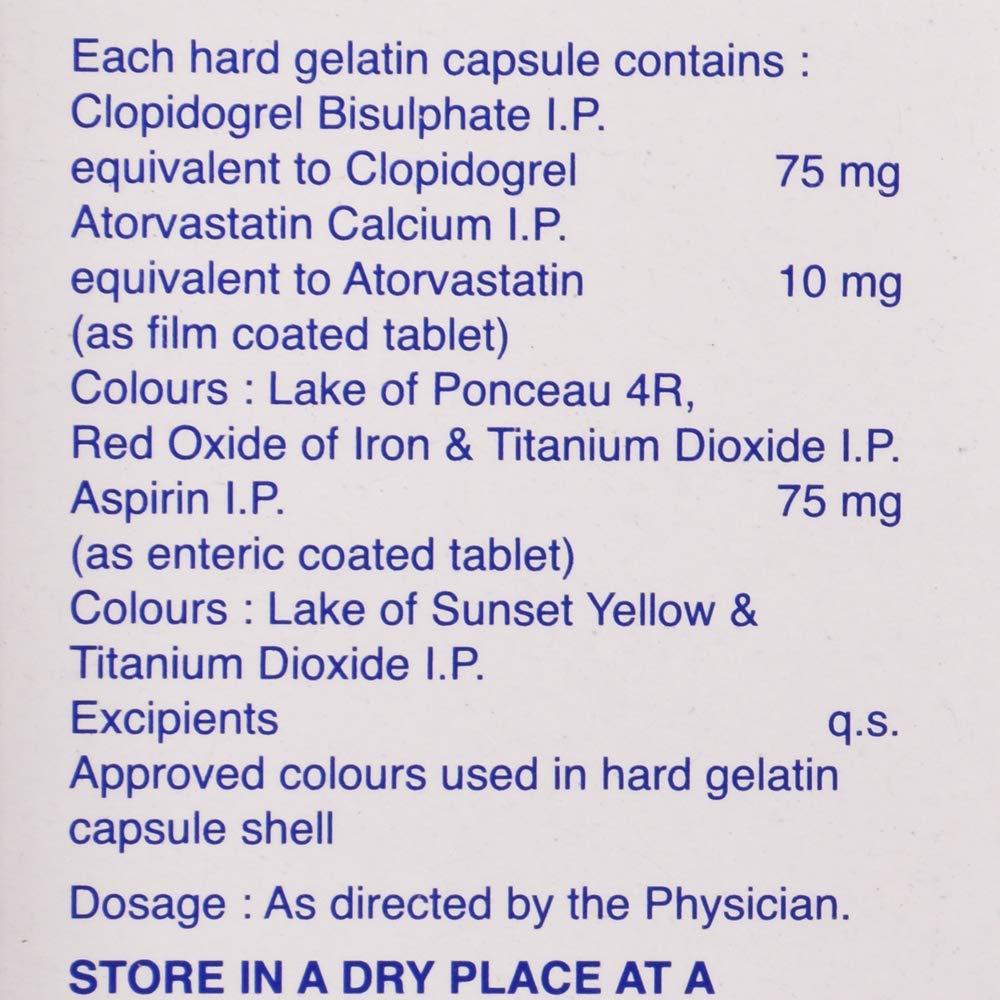 Each hard gelatin capsule contains :
Clopidogrel Bisulphate I.P.
equivalent to Clopidogrel 75 mg
Atorvastatin Calcium I.P.
equivalent to Atorvastatin 10 mg
(as film coated tablet)
Colours : Lake of Ponceau 4R,
Red Oxide of Iron & Titanium Dioxide I.P.
Aspirin I.P. 75 mg
(as enteric coated tablet)
Colours : Lake of Sunset Yellow &
Titanium Dioxide I.P.
Excipients q.s.
Approved colours used in hard gelatin
capsule shell
Dosage : As directed by the Physician.
STORE IN A DRY PLACE AT A